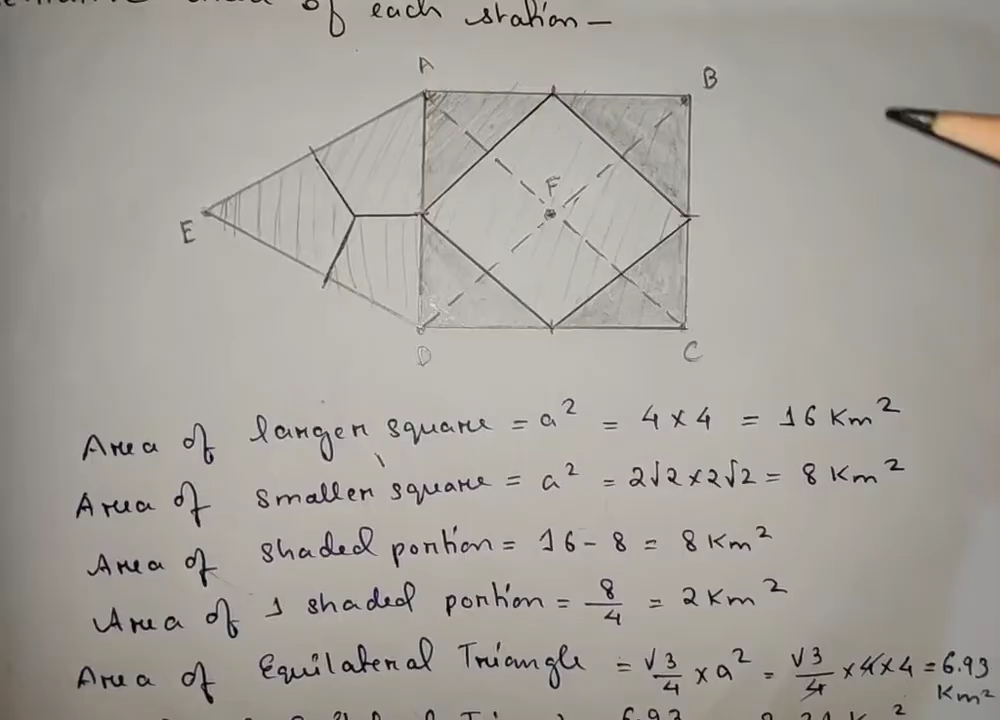 of each station —
A
B
F
E
D
C
Area of larger square = a² = 4 × 4 = 16 Km²
Area of smaller square = a² = 2√2 × 2√2 = 8 Km²
Area of shaded portion = 16 - 8 = 8 Km²
Area of 1 shaded portion = 8/4 = 2 Km²
Area of Equilateral Triangle = √3/4 × a² = √3/4 × 4 × 4 = 6.93 Km²